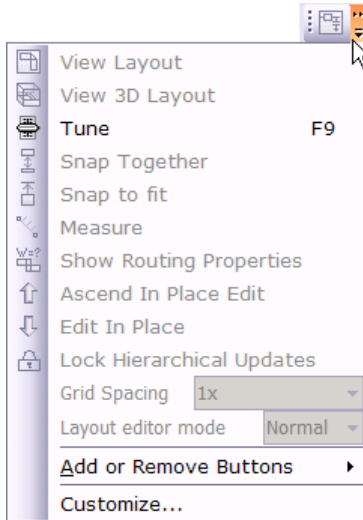 View Layout
View 3D Layout
Tune F9
Snap Together
Snap to fit
Measure
W=?
Show Routing Properties
Ascend In Place Edit
Edit In Place
Lock Hierarchical Updates
Grid Spacing 1x
Layout editor mode Normal
Add or Remove Buttons
Customize...